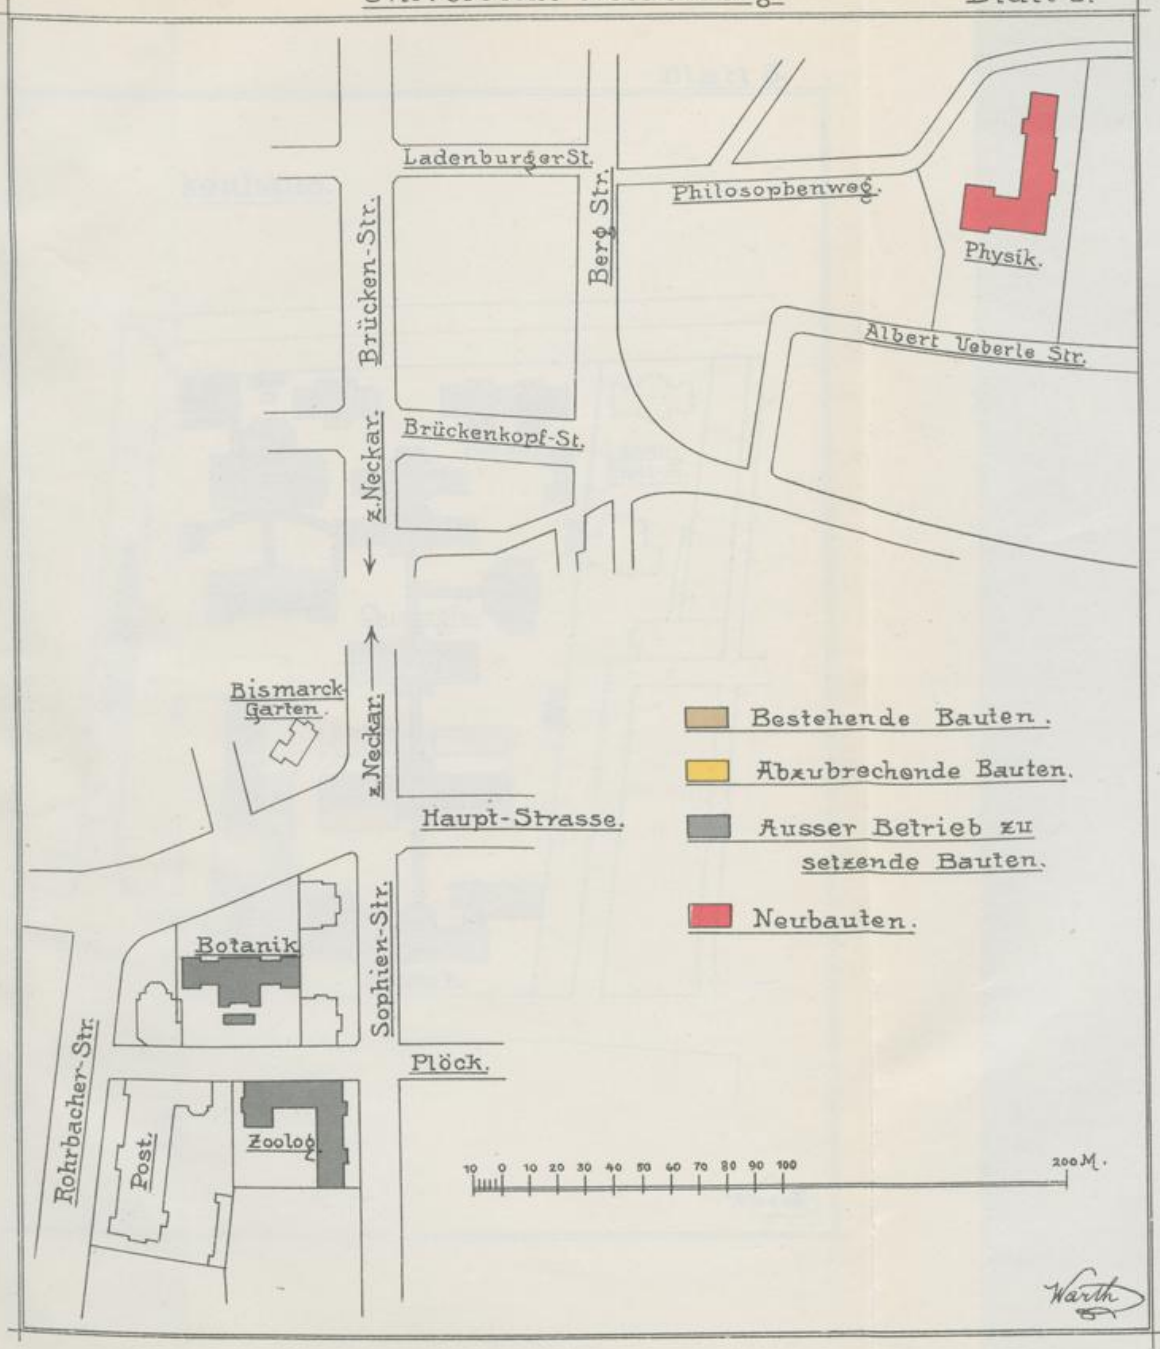 Ladenburger St.
Philosophenweg.
Berg Str.
Brücken-Str.
Physik.
Albert Ueberle Str.
z. Neckar.
Brückenkopf-St.
Bismarck-
Garten.
z. Neckar.
Bestehende Bauten.
Abzubrechende Bauten.
Ausser Betrieb zu
setzende Bauten.
Neubauten.
Haupt-Strasse.
Botanik
Sophien-Str.
Rohrbacher-Str.
Plöck.
Post.
Zoolog.
10 0 10 20 30 40 50 60 70 80 90 100 200 M.
Warth